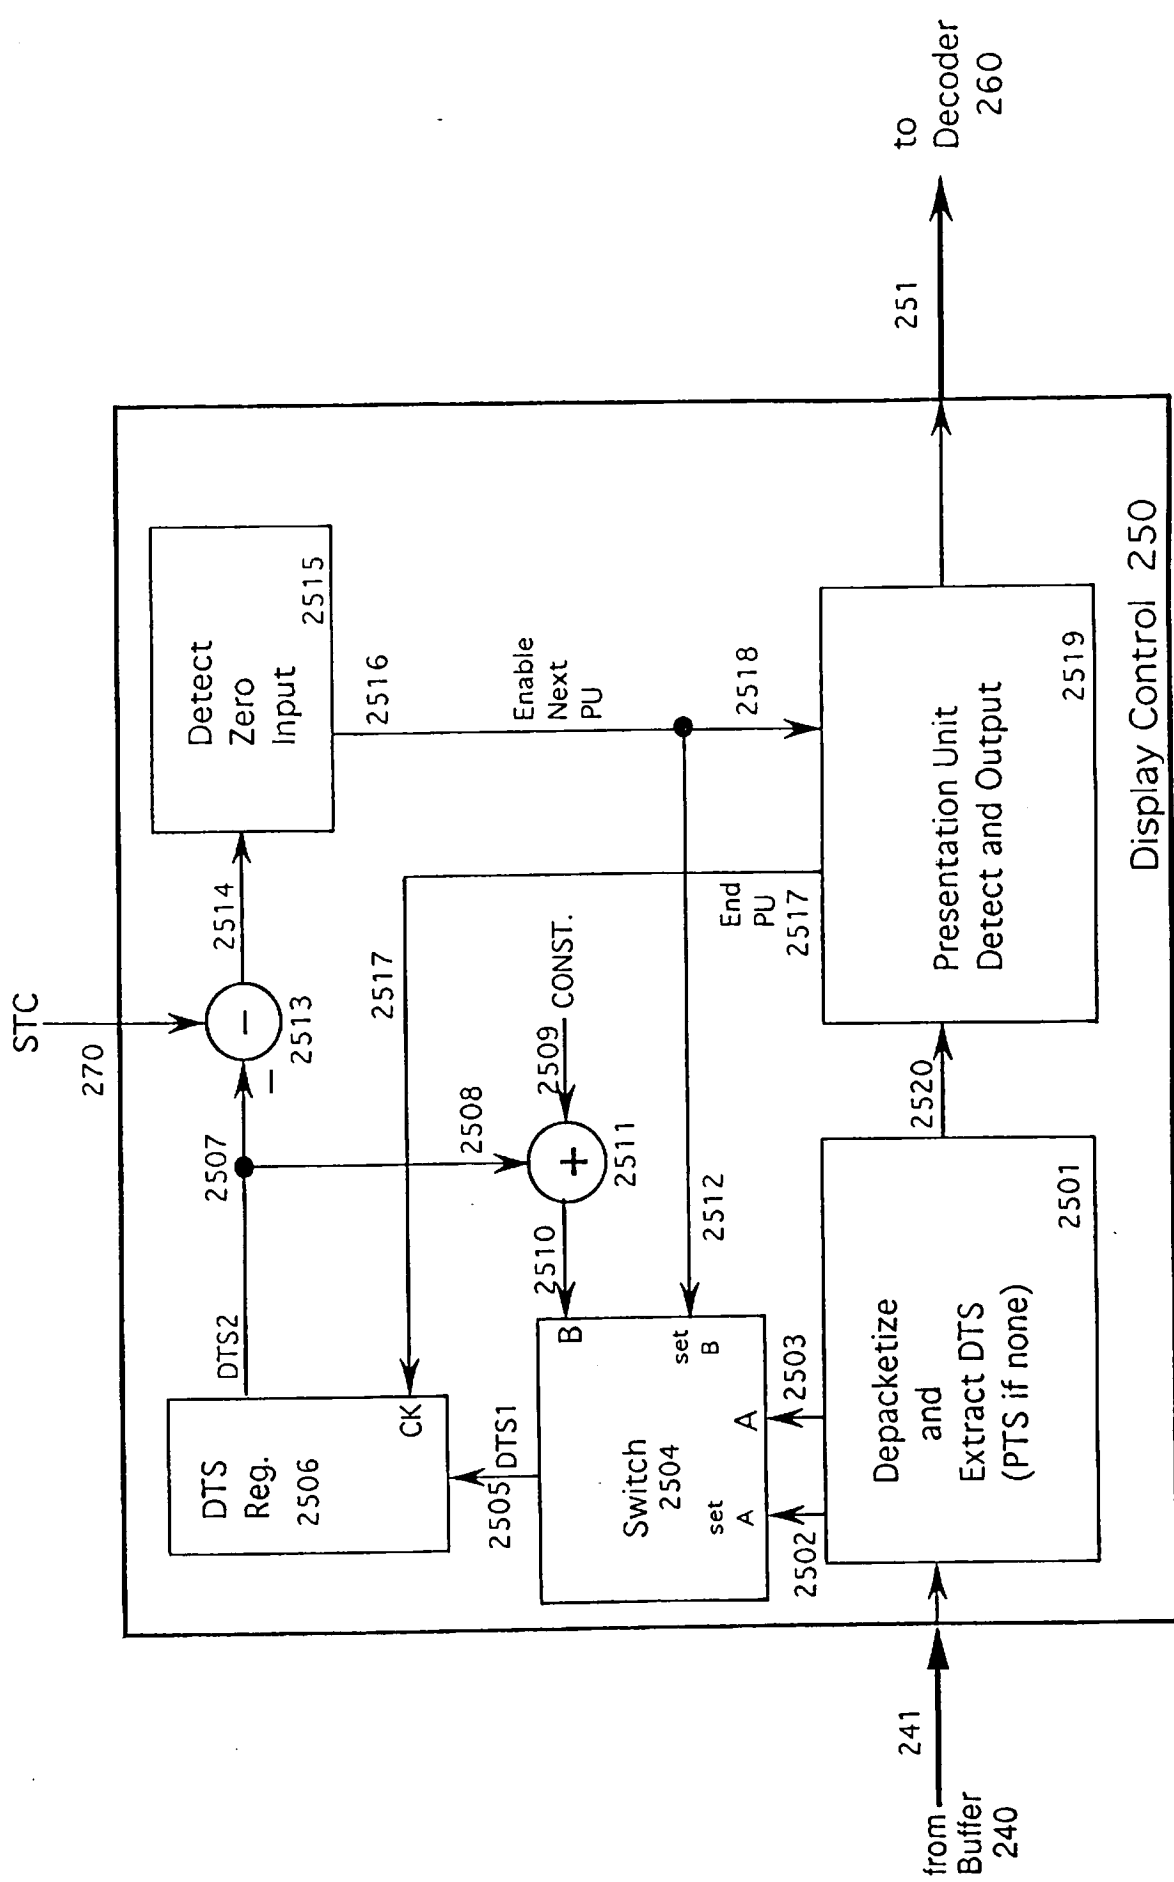 STC
270
DTS2
2507
−
−
2513
2514
Detect
Zero
Input
2515
DTS
Reg.
2506
CK
2517
2516
2508
2509
CONST.
Enable
Next
PU
2505
DTS1
2510
+
2511
B
Switch
2504
set
A
A
set
B
2512
End
PU
2517
2518
2502
2503
from
Buffer
240
241
Depacketize
and
Extract DTS
(PTS if none)
2501
2520
Presentation Unit
Detect and Output
2519
251
to
Decoder
260
Display Control 250